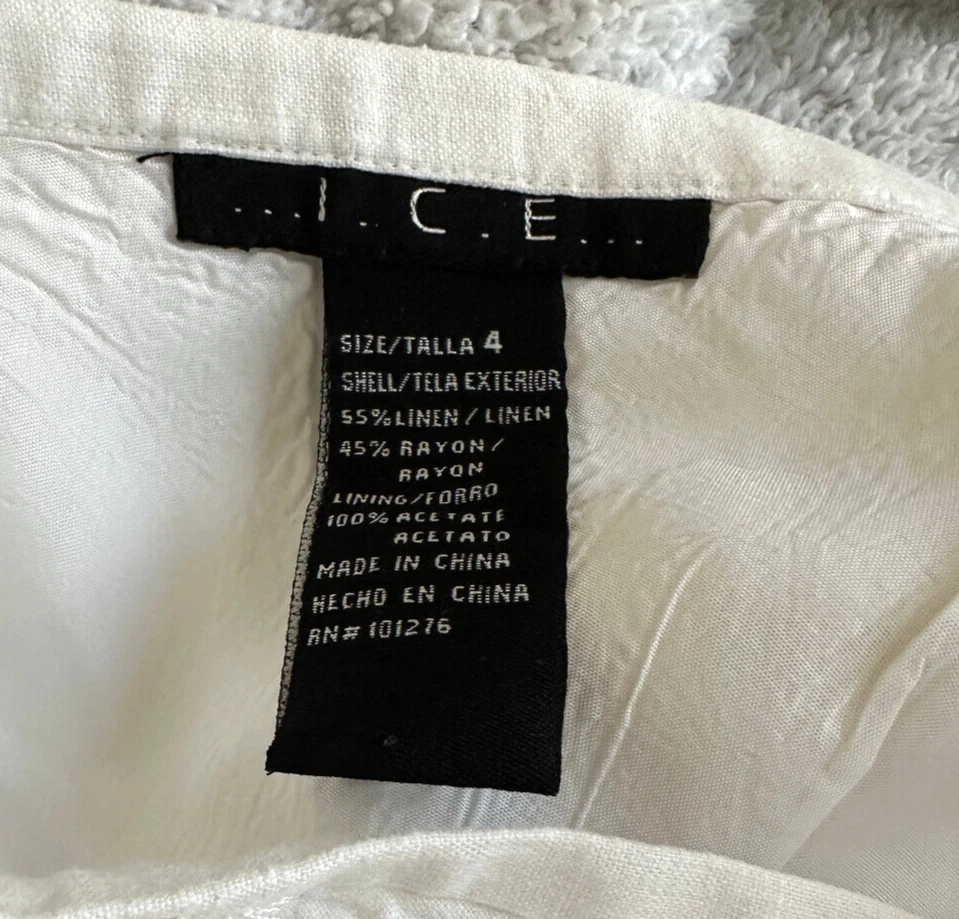 ...I.C.E...
SIZE/TALLA 4
SHELL/TELA EXTERIOR
55% LINEN / LINEN
45% RAYON /
RAYON
LINING/FORRO
100% ACETATE
ACETATO
MADE IN CHINA
HECHO EN CHINA
RN# 101276